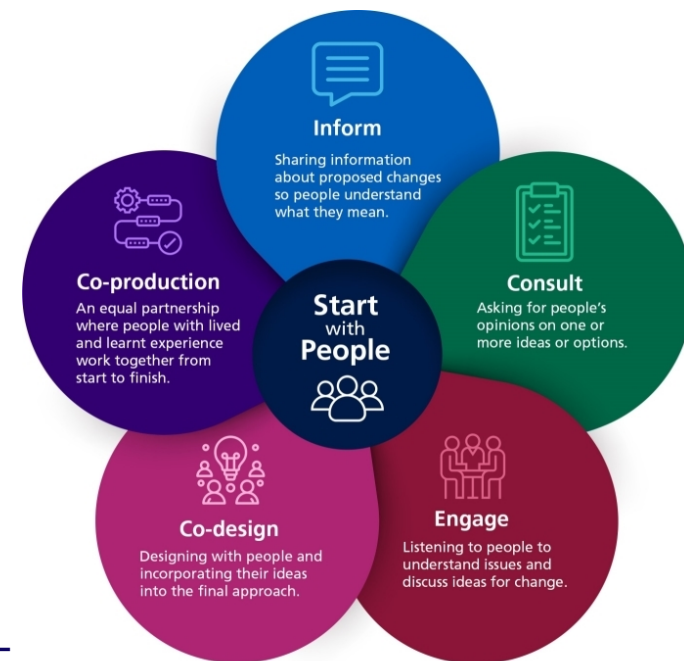 Inform
Sharing information
about proposed changes
so people understand
what they mean.
Consult
Asking for people's
opinions on one or
more ideas or options.
Engage
Listening to people to
understand issues and
discuss ideas for change.
Co-design
Designing with people and
incorporating their ideas
into the final approach.
Co-production
An equal partnership
where people with lived
and learnt experience
work together from
start to finish.
Start
with
People